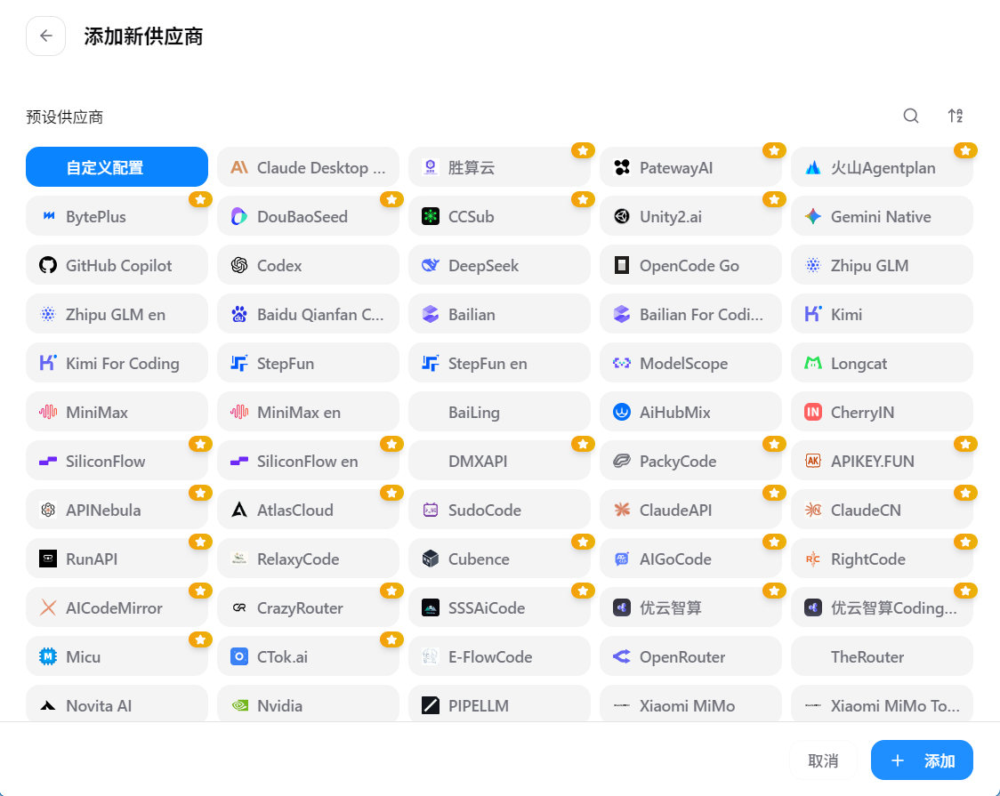 添加新供应商
预设供应商
自定义配置
Claude Desktop ...
胜算云
PatewayAI
火山Agentplan
BytePlus
DouBaoSeed
CCSub
Unity2.ai
Gemini Native
GitHub Copilot
Codex
DeepSeek
OpenCode Go
Zhipu GLM
Zhipu GLM en
Baidu Qianfan C...
Bailian
Bailian For Codi...
Kimi
Kimi For Coding
StepFun
StepFun en
ModelScope
Longcat
MiniMax
MiniMax en
BaiLing
AiHubMix
CherryIN
SiliconFlow
SiliconFlow en
DMXAPI
PackyCode
APIKEY.FUN
APINebula
AtlasCloud
SudoCode
ClaudeAPI
ClaudeCN
RunAPI
RelaxyCode
Cubence
AIGoCode
RightCode
AICodeMirror
CrazyRouter
SSSAiCode
优云智算
优云智算Coding...
Micu
CTok.ai
E-FlowCode
OpenRouter
TheRouter
Novita AI
Nvidia
PIPELLM
Xiaomi MiMo
Xiaomi MiMo To...
取消
添加